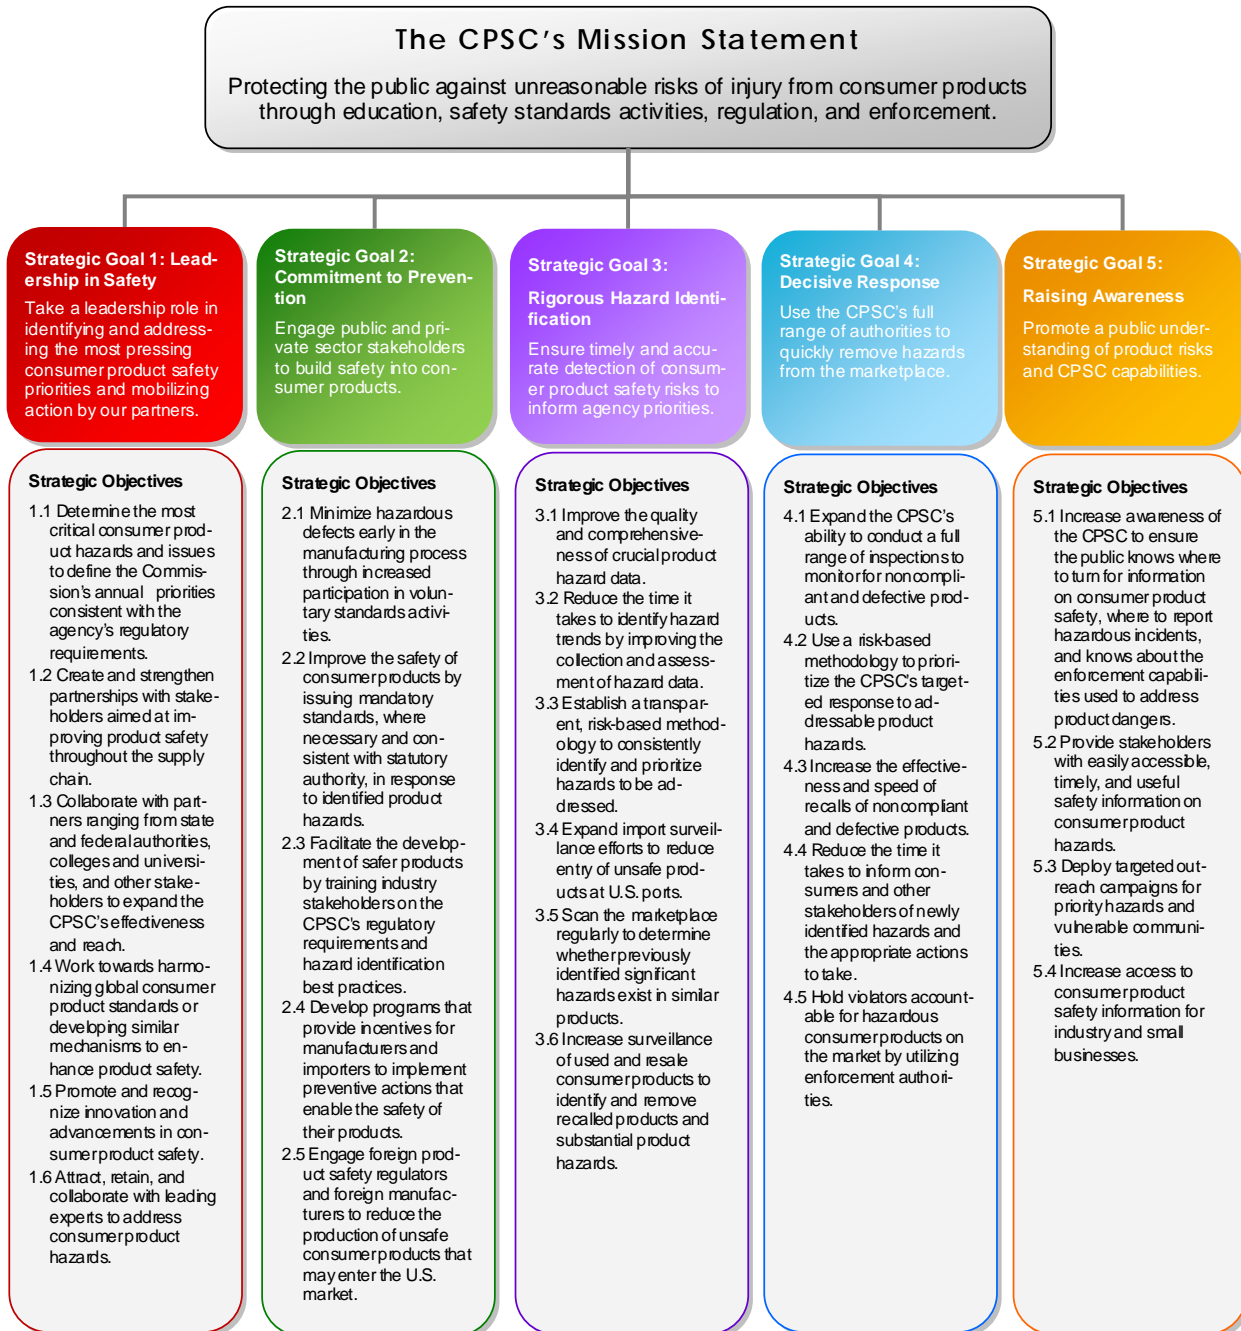 The CPSC's Mission Statement
Protecting the public against unreasonable risks of injury from consumer products
through education, safety standards activities, regulation, and enforcement.
Strategic Goal 1: Lead-
ership in Safety
Take a leadership role in
identifying and address-
ing the most pressing
consumer product safety
priorities and mobilizing
action by our partners.
Strategic Goal 2:
Commitment to Preven-
tion
Engage public and pri-
vate sector stakeholders
to build safety into con-
sumer products.
Strategic Goal 3:
Rigorous Hazard Identi-
fication
Ensure timely and accu-
rate detection of consum-
er product safety risks to
inform agency priorities.
Strategic Goal 4:
Decisive Response
Use the CPSC's full
range of authorities to
quickly remove hazards
from the marketplace.
Strategic Goal 5:
Raising Awareness
Promote a public under-
standing of product risks
and CPSC capabilities.
Strategic Objectives
1.1 Determine the most
critical consumer prod-
uct hazards and issues
to define the Commis-
sion's annual priorities
consistent with the
agency's regulatory
requirements.
1.2 Create and strengthen
partnerships with stake-
holders aimed at im-
proving product safety
throughout the supply
chain.
1.3 Collaborate with part-
ners ranging from state
and federal authorities,
colleges and universi-
ties, and other stake-
holders to expand the
CPSC's effectiveness
and reach.
1.4 Work towards harmo-
nizing global consumer
product standards or
developing similar
mechanisms to en-
hance product safety.
1.5 Promote and recog-
nize innovation and
advancements in con-
sumer product safety.
1.6 Attract, retain, and
collaborate with leading
experts to address
consumer product
hazards.
Strategic Objectives
2.1 Minimize hazardous
defects early in the
manufacturing process
through increased
participation in volun-
tary standards activi-
ties.
2.2 Improve the safety of
consumer products by
issuing mandatory
standards, where
necessary and con-
sistent with statutory
authority, in response
to identified product
hazards.
2.3 Facilitate the develop-
ment of safer products
by training industry
stakeholders on the
CPSC's regulatory
requirements and
hazard identification
best practices.
2.4 Develop programs that
provide incentives for
manufacturers and
importers to implement
preventive actions that
enable the safety of
their products.
2.5 Engage foreign prod-
uct safety regulators
and foreign manufac-
turers to reduce the
production of unsafe
consumer products that
may enter the U.S.
market.
Strategic Objectives
3.1 Improve the quality
and comprehensive-
ness of crucial product
hazard data.
3.2 Reduce the time it
takes to identify hazard
trends by improving the
collection and assess-
ment of hazard data.
3.3 Establish a transpar-
ent, risk-based method-
ology to consistently
identify and prioritize
hazards to be ad-
dressed.
3.4 Expand import surveil-
lance efforts to reduce
entry of unsafe prod-
ucts at U.S. ports.
3.5 Scan the marketplace
regularly to determine
whether previously
identified significant
hazards exist in similar
products.
3.6 Increase surveillance
of used and resale
consumer products to
identify and remove
recalled products and
substantial product
hazards.
Strategic Objectives
4.1 Expand the CPSC's
ability to conduct a full
range of inspections to
monitor for noncompli-
ant and defective prod-
ucts.
4.2 Use a risk-based
methodology to priori-
tize the CPSC's target-
ed response to ad-
dressable product
hazards.
4.3 Increase the effective-
ness and speed of
recalls of noncompliant
and defective products.
4.4 Reduce the time it
takes to inform con-
sumers and other
stakeholders of newly
identified hazards and
the appropriate actions
to take.
4.5 Hold violators account-
able for hazardous
consumer products on
the market by utilizing
enforcement authori-
ties.
Strategic Objectives
5.1 Increase awareness of
the CPSC to ensure
the public knows where
to turn for information
on consumer product
safety, where to report
hazardous incidents,
and knows about the
enforcement capabili-
ties used to address
product dangers.
5.2 Provide stakeholders
with easily accessible,
timely, and useful
safety information on
consumer product
hazards.
5.3 Deploy targeted out-
reach campaigns for
priority hazards and
vulnerable communi-
ties.
5.4 Increase access to
consumer product
safety information for
industry and small
businesses.